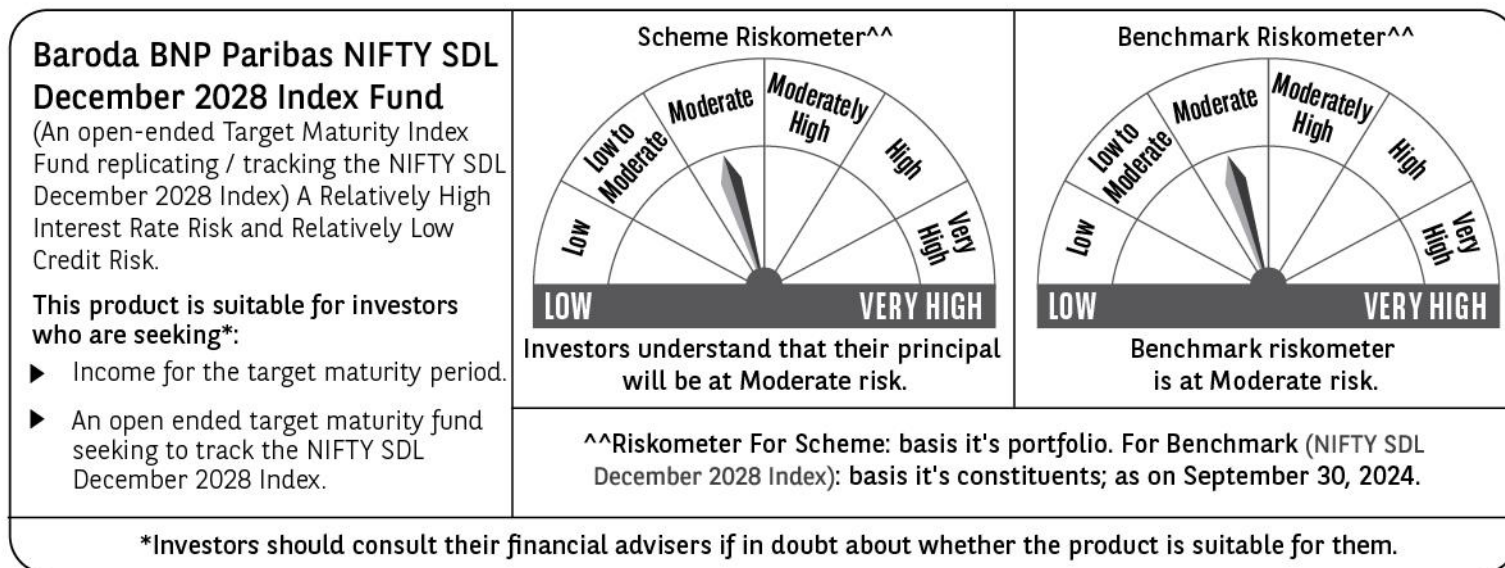 Baroda BNP Paribas NIFTY SDL
December 2028 Index Fund
(An open-ended Target Maturity Index
Fund replicating / tracking the NIFTY SDL
December 2028 Index) A Relatively High
Interest Rate Risk and Relatively Low
Credit Risk.
This product is suitable for investors
who are seeking*:
▶ Income for the target maturity period.
▶ An open ended target maturity fund
seeking to track the NIFTY SDL
December 2028 Index.
Scheme Riskometer^^
Low
Low to
Moderate
Moderate
Moderately
High
High
Very
High
LOW VERY HIGH
Investors understand that their principal
will be at Moderate risk.
Benchmark Riskometer^^
Low
Low to
Moderate
Moderate
Moderately
High
High
Very
High
LOW VERY HIGH
Benchmark riskometer
is at Moderate risk.
^^Riskometer For Scheme: basis it's portfolio. For Benchmark (NIFTY SDL
December 2028 Index): basis it's constituents; as on September 30, 2024.
*Investors should consult their financial advisers if in doubt about whether the product is suitable for them.